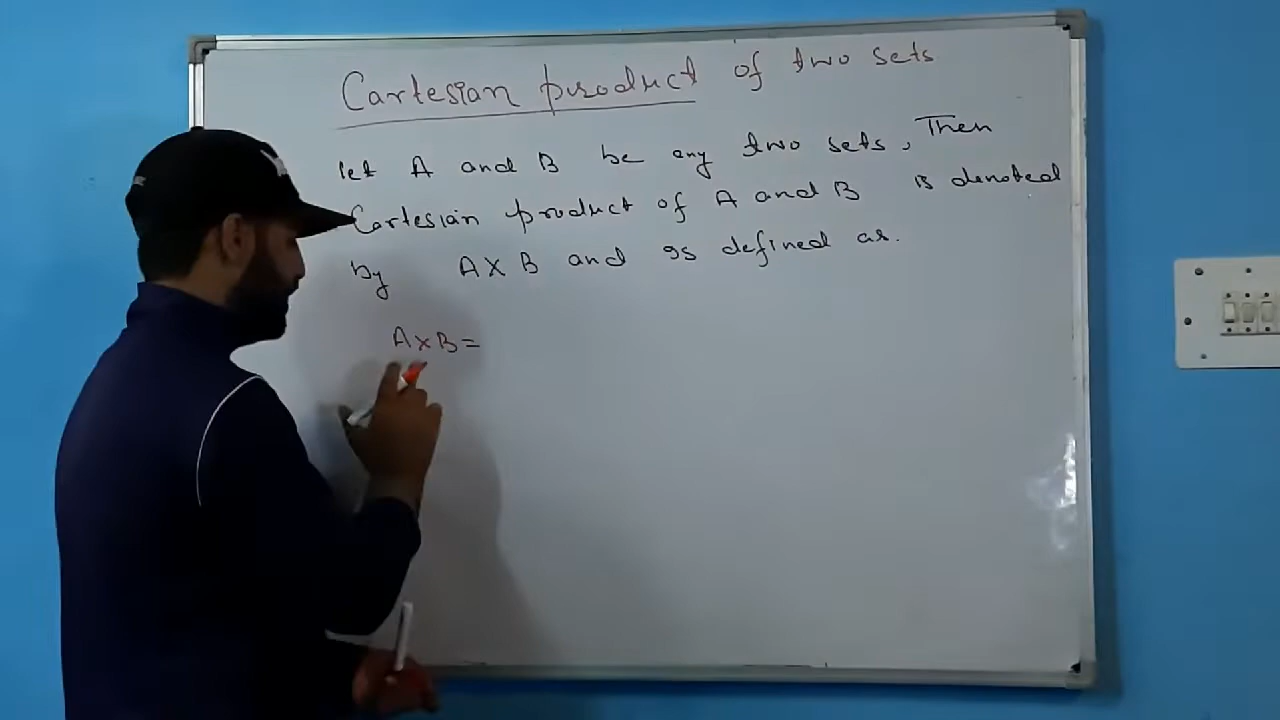 Cartesian product of two sets
let A and B be any two sets, Then
Cartesian product of A and B is denoted
by A X B and is defined as.
A x B =